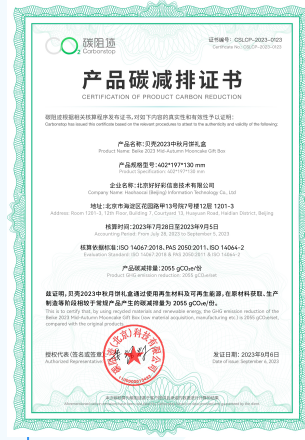 碳阻迹
CO2 Carbonstop
证书编号：CSLCP-2023-0123
Certificate No.: CSLCP-2023-0123
产品碳减排证书
CERTIFICATION OF PRODUCT CARBON REDUCTION
碳阻迹根据相关核算程序发布证书，对如下内容的真实性和有效性予以证明：
Carbonstop has issued this certificate based on the relevant procedures to attest to the authenticity and validity of the following:
产品名称：贝壳2023中秋月饼礼盒
Product Name: Beike 2023 Mid-Autumn Mooncake Gift Box
产品规格型号：402*197*130 mm
Product Specification: 402*197*130 mm
企业名称：北京好好彩信息技术有限公司
Company Name: Haohaocai (Beijing) Information Technology Co., Ltd
地址：北京市海淀区花园路甲13号院7号楼12层 1201-3
Address: Room 1201-3, 12th Floor, Building 7, Courtyard 13, Huayuan Road, Haidian District, Beijing
核算时间：2023年7月28日至2023年9月5日
Accounting Period: From July 28, 2023 to September 5, 2023
核算依据标准：ISO 14067:2018、PAS 2050:2011、ISO 14064-2
Evaluation Standard: ISO 14067:2018, PAS 2050:2011 & ISO 14064-2
产品碳减排量：2055 gCO₂e/份
Product GHG emission reduction: 2055 gCO₂e/set
兹证明，贝壳2023中秋月饼礼盒通过使用再生材料及可再生能源，在原材料获取、生产
制造等阶段相较于常规产品产生的碳减排量为 2055 gCO₂e/份。
This is to certify that, by using recycled materials and renewable energy, the GHG emission reduction of the
Beike 2023 Mid-Autumn Mooncake Gift Box (raw material acquisition, manufacturing etc.) is 2055 gCO₂e/set,
compared with the original products.
授权代表（签名或签章）
Authorized Representative
发证日期：2023年9月6日
Date of Issue: September 6, 2023